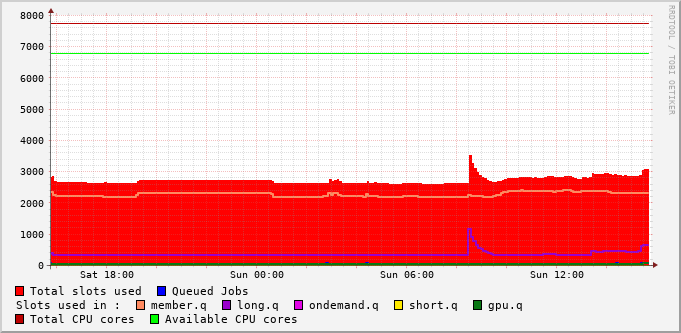 8000
7000
6000
5000
4000
3000
2000
1000
0
Sat 18:00 Sun 00:00 Sun 06:00 Sun 12:00
RRDTOOL / TOBI OETIKER
Total slots used Queued Jobs
Slots used in : member.q long.q ondemand.q short.q gpu.q
Total CPU cores Available CPU cores